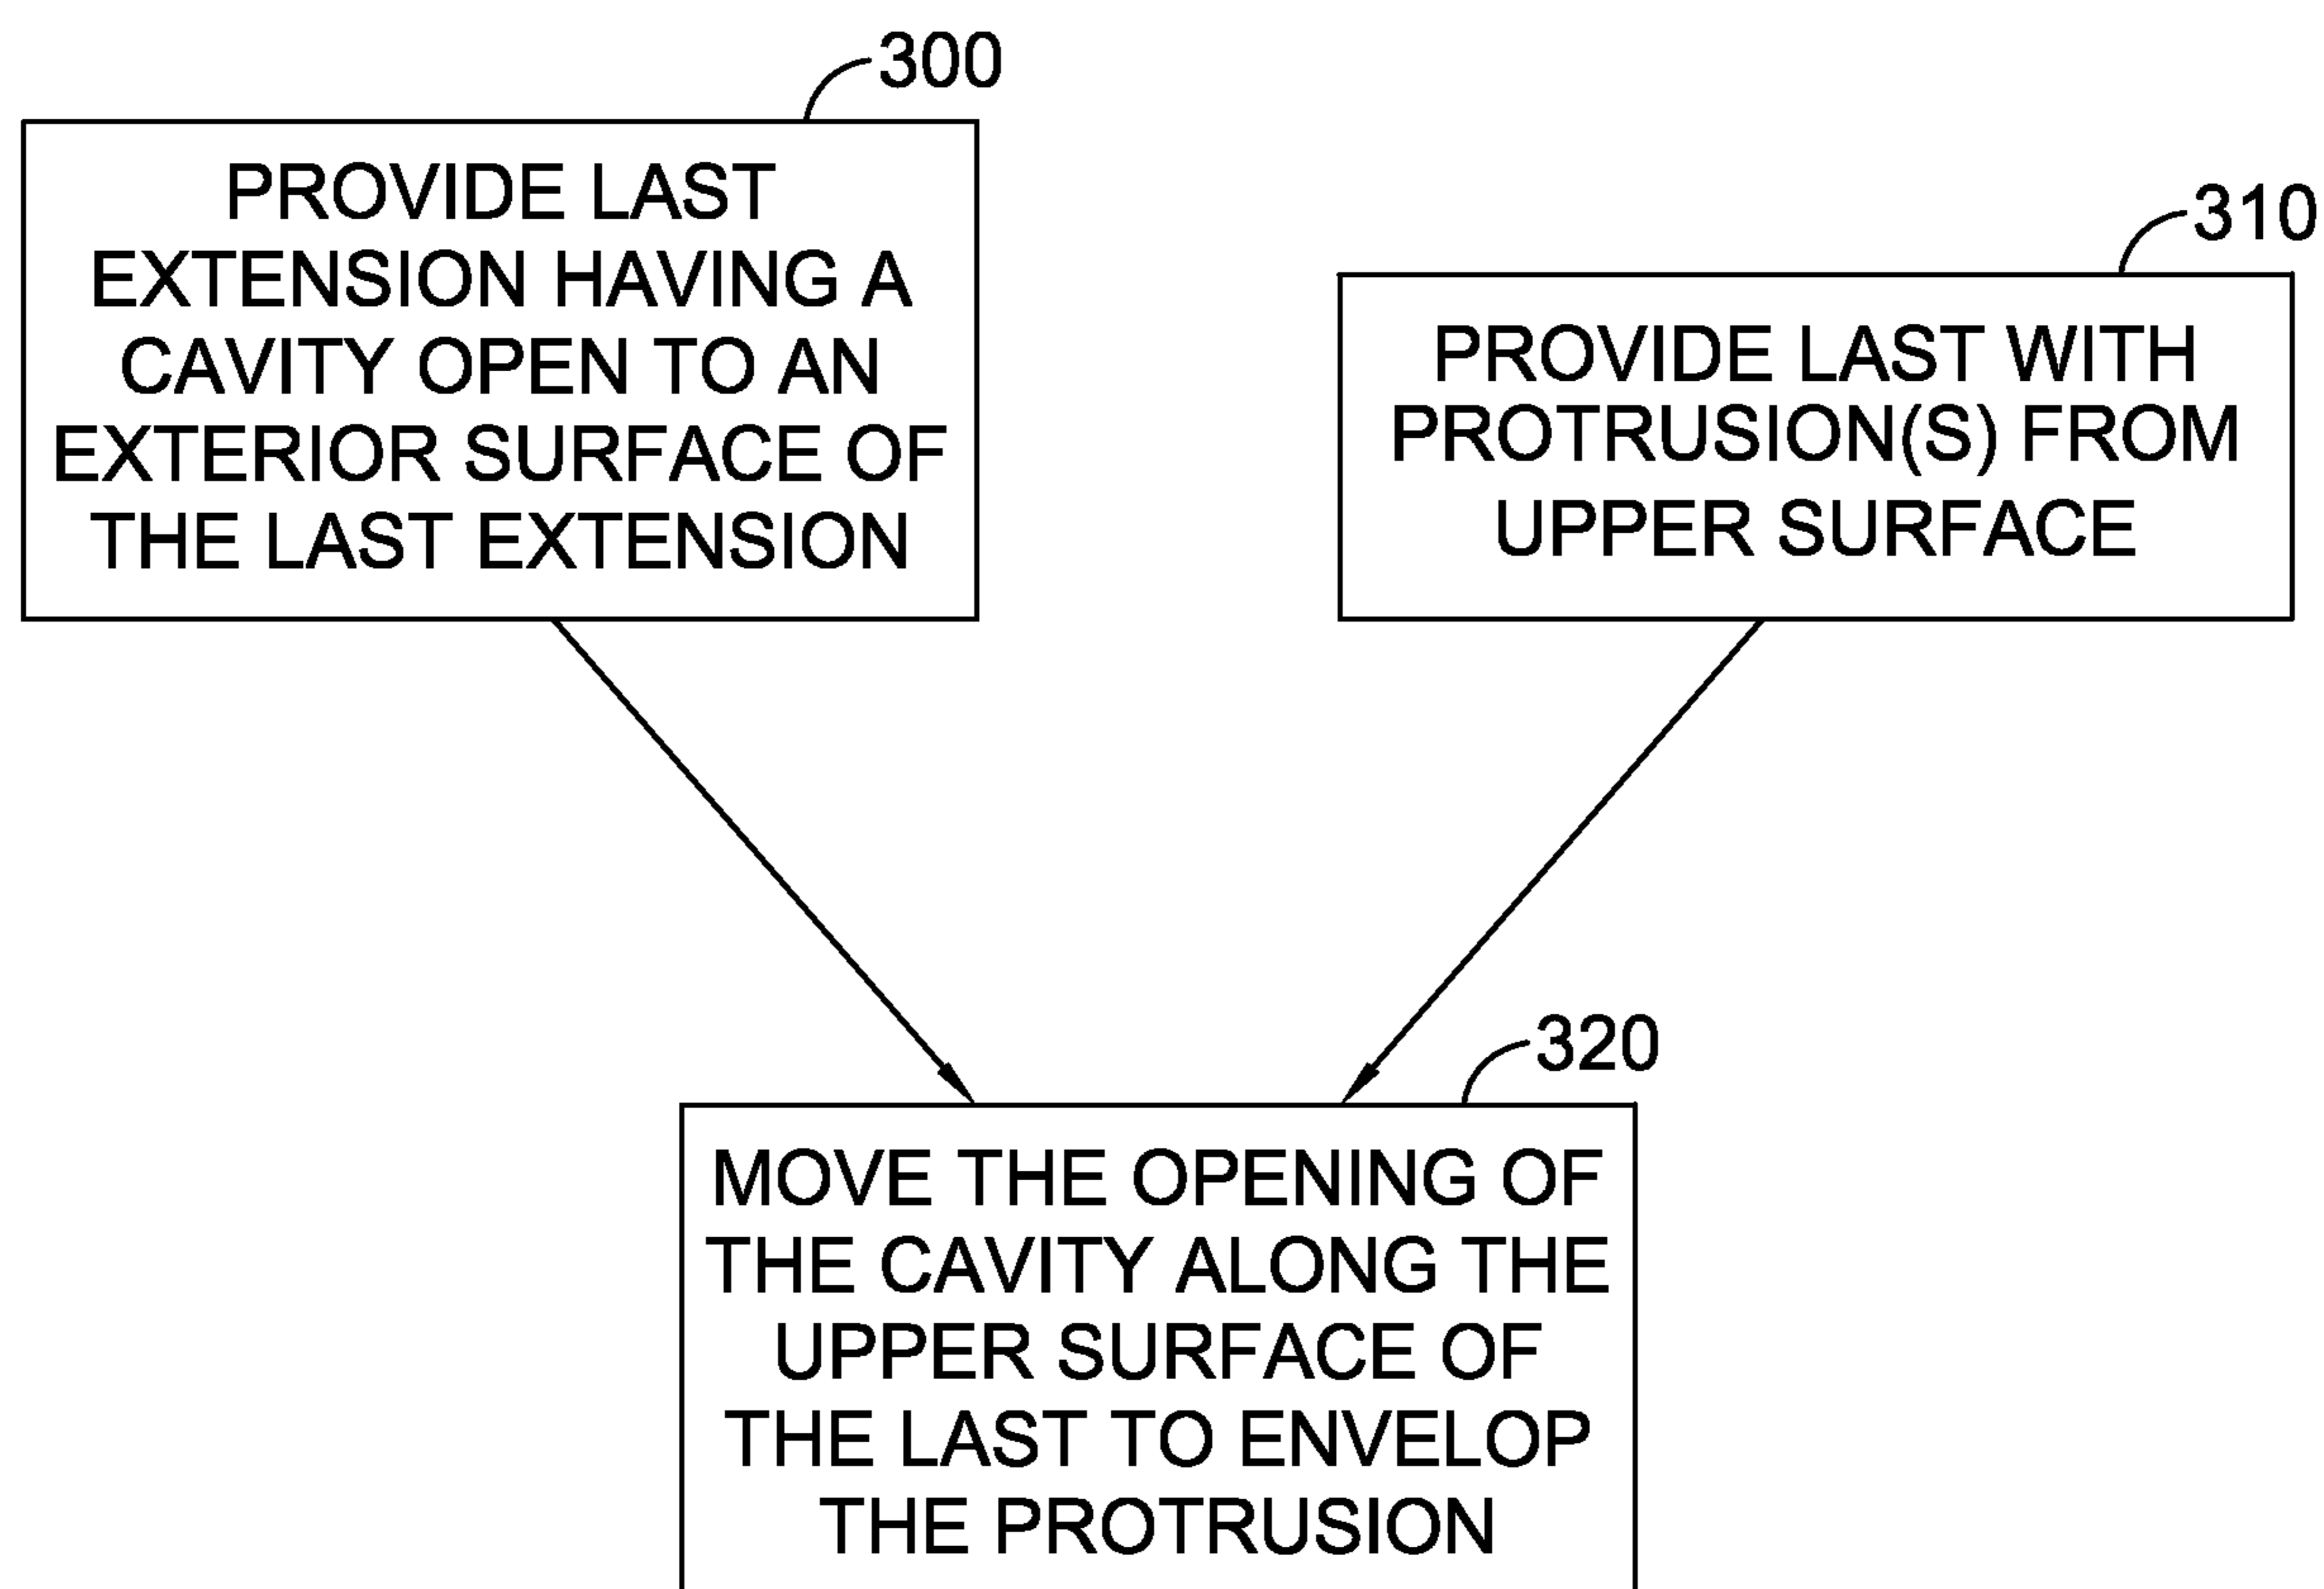 300
PROVIDE LAST
EXTENSION HAVING A
CAVITY OPEN TO AN
EXTERIOR SURFACE OF
THE LAST EXTENSION
310
PROVIDE LAST WITH
PROTRUSION(S) FROM
UPPER SURFACE
320
MOVE THE OPENING OF
THE CAVITY ALONG THE
UPPER SURFACE OF
THE LAST TO ENVELOP
THE PROTRUSION